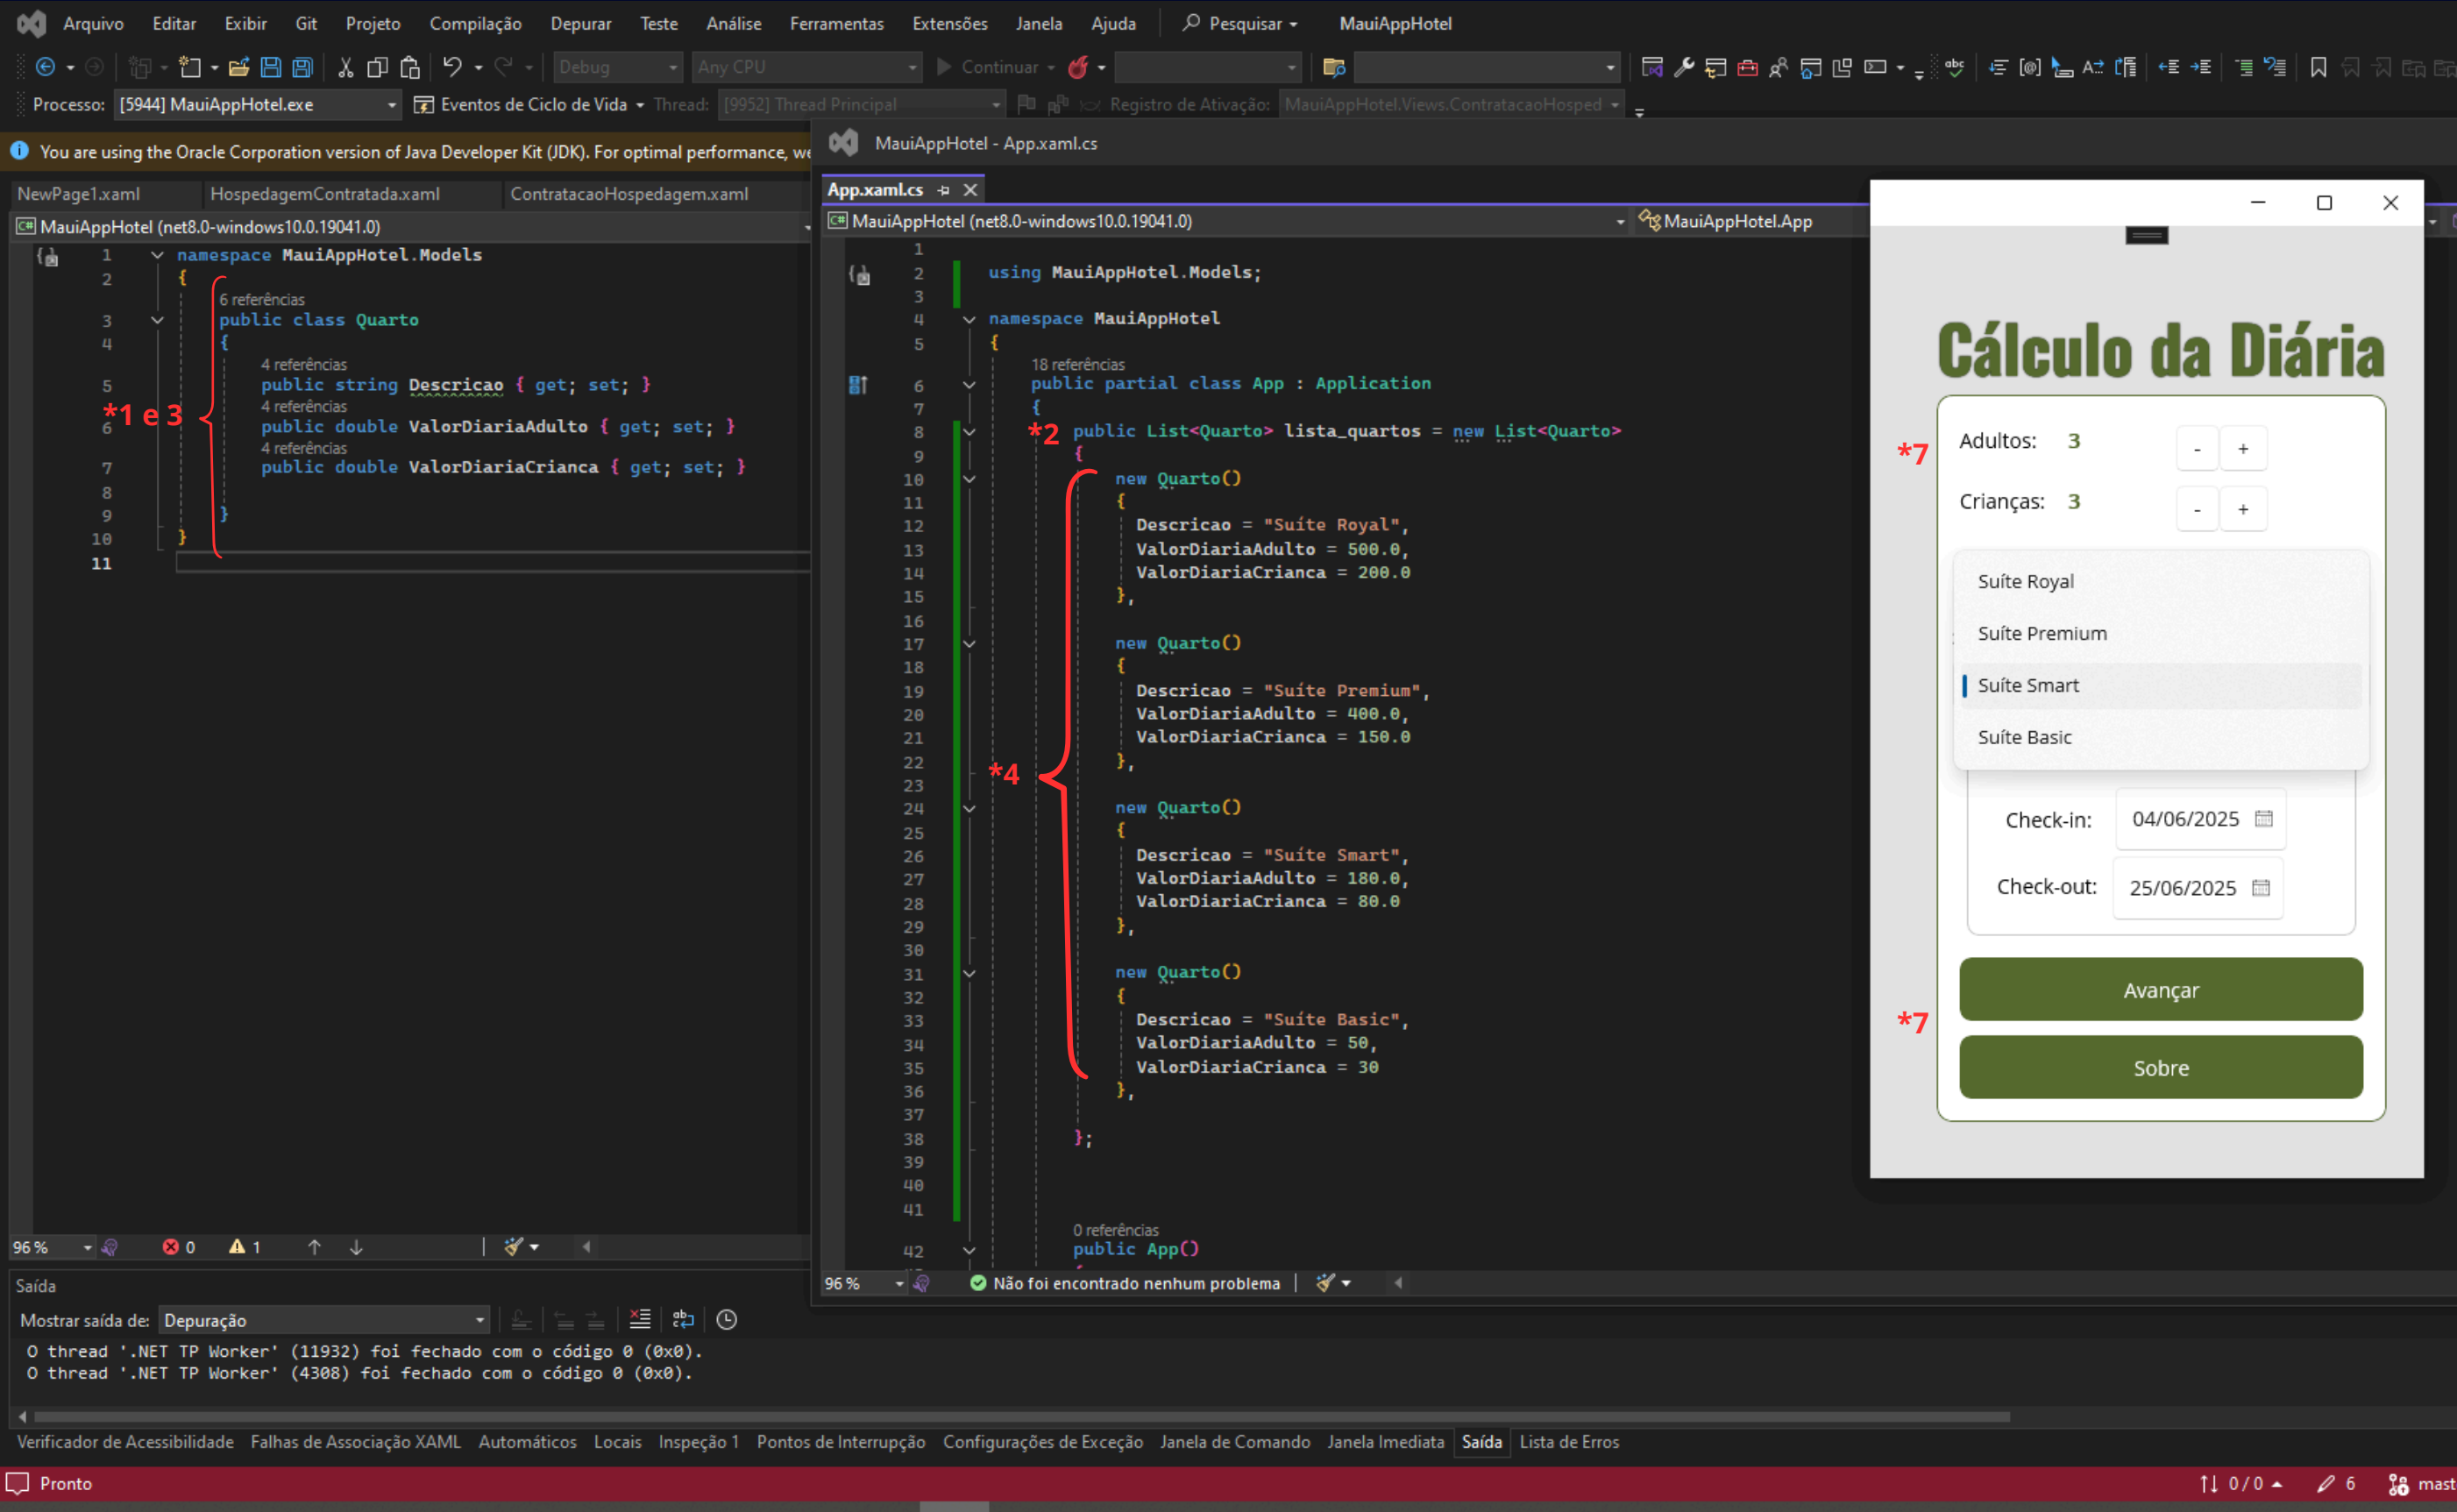 Arquivo Editar Exibir Git Projeto Compilação Depurar Teste Análise Ferramentas Extensões Janela Ajuda Pesquisar MauiAppHotel
Debug Any CPU Continuar
Processo: [5944] MauiAppHotel.exe Eventos de Ciclo de Vida Thread: [9952] Thread Principal Registro de Ativação: MauiAppHotel.Views.ContratacaoHosped
You are using the Oracle Corporation version of Java Developer Kit (JDK). For optimal performance, we
NewPage1.xaml HospedagemContratada.xaml ContratacaoHospedagem.xaml
C# MauiAppHotel (net8.0-windows10.0.19041.0)
1 namespace MauiAppHotel.Models
2 {
6 referências
3 public class Quarto
4 {
4 referências
5 public string Descricao { get; set; }
4 referências
*1 e 3
6 public double ValorDiariaAdulto { get; set; }
4 referências
7 public double ValorDiariaCrianca { get; set; }
8
9 }
10 }
11
96 % 0 1
MauiAppHotel - App.xaml.cs
App.xaml.cs
C# MauiAppHotel (net8.0-windows10.0.19041.0) MauiAppHotel.App
1
2 using MauiAppHotel.Models;
3
4 namespace MauiAppHotel
5 {
18 referências
6 public partial class App : Application
7 {
8 *2 public List<Quarto> lista_quartos = new List<Quarto>
9 {
10 new Quarto()
11 {
12 Descricao = "Suíte Royal",
13 ValorDiariaAdulto = 500.0,
14 ValorDiariaCrianca = 200.0
15 },
16
17 new Quarto()
18 {
19 Descricao = "Suíte Premium",
20 ValorDiariaAdulto = 400.0,
21 ValorDiariaCrianca = 150.0
22 },
*4
23
24 new Quarto()
25 {
26 Descricao = "Suíte Smart",
27 ValorDiariaAdulto = 180.0,
28 ValorDiariaCrianca = 80.0
29 },
30
31 new Quarto()
32 {
33 Descricao = "Suíte Basic",
34 ValorDiariaAdulto = 50,
35 ValorDiariaCrianca = 30
36 },
37
38 };
39
40
41
0 referências
42 public App()
96 % Não foi encontrado nenhum problema
Cálculo da Diária
*7 Adultos: 3 - +
Crianças: 3 - +
Suíte Royal
Suíte Premium
Suíte Smart
Suíte Basic
Check-in: 04/06/2025
Check-out: 25/06/2025
Avançar
*7
Sobre
Saída
Mostrar saída de: Depuração
O thread '.NET TP Worker' (11932) foi fechado com o código 0 (0x0).
O thread '.NET TP Worker' (4308) foi fechado com o código 0 (0x0).
Verificador de Acessibilidade Falhas de Associação XAML Automáticos Locais Inspeção 1 Pontos de Interrupção Configurações de Exceção Janela de Comando Janela Imediata Saída Lista de Erros
Pronto 0 / 0 6 mast